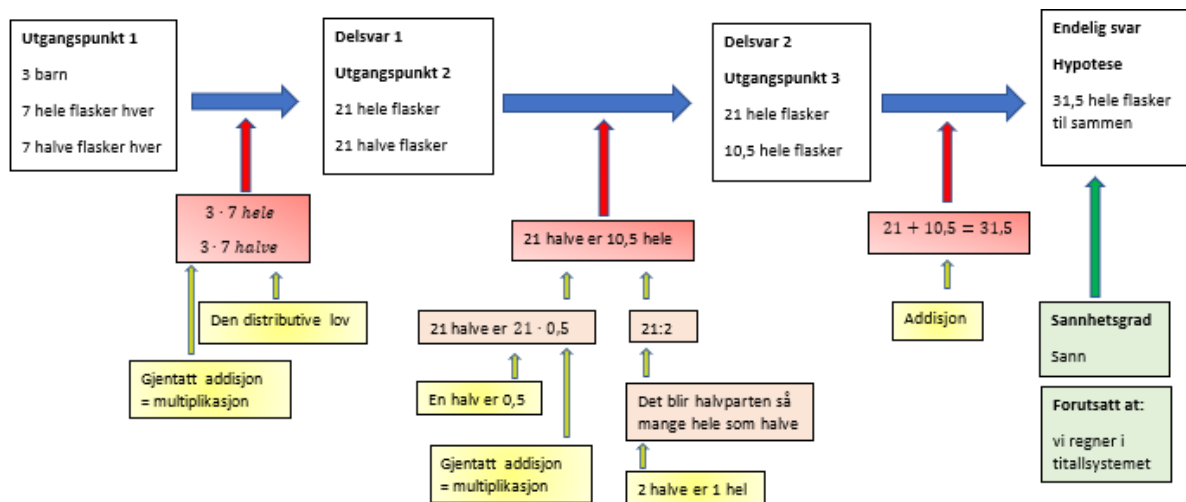 Utgangspunkt 1
3 barn
7 hele flasker hver
7 halve flasker hver
Delsvar 1
Utgangspunkt 2
21 hele flasker
21 halve flasker
Delsvar 2
Utgangspunkt 3
21 hele flasker
10,5 hele flasker
Endelig svar
Hypotese
31,5 hele flasker
til sammen
3 · 7 hele
3 · 7 halve
21 halve er 10,5 hele
21 + 10,5 = 31,5
Den distributive lov
Gjentatt addisjon
= multiplikasjon
21 halve er 21 · 0,5
21:2
En halv er 0,5
Det blir halvparten så
mange hele som halve
Gjentatt addisjon
= multiplikasjon
2 halve er 1 hel
Addisjon
Sannhetsgrad
Sann
Forutsatt at:
vi regner i
titallsystemet